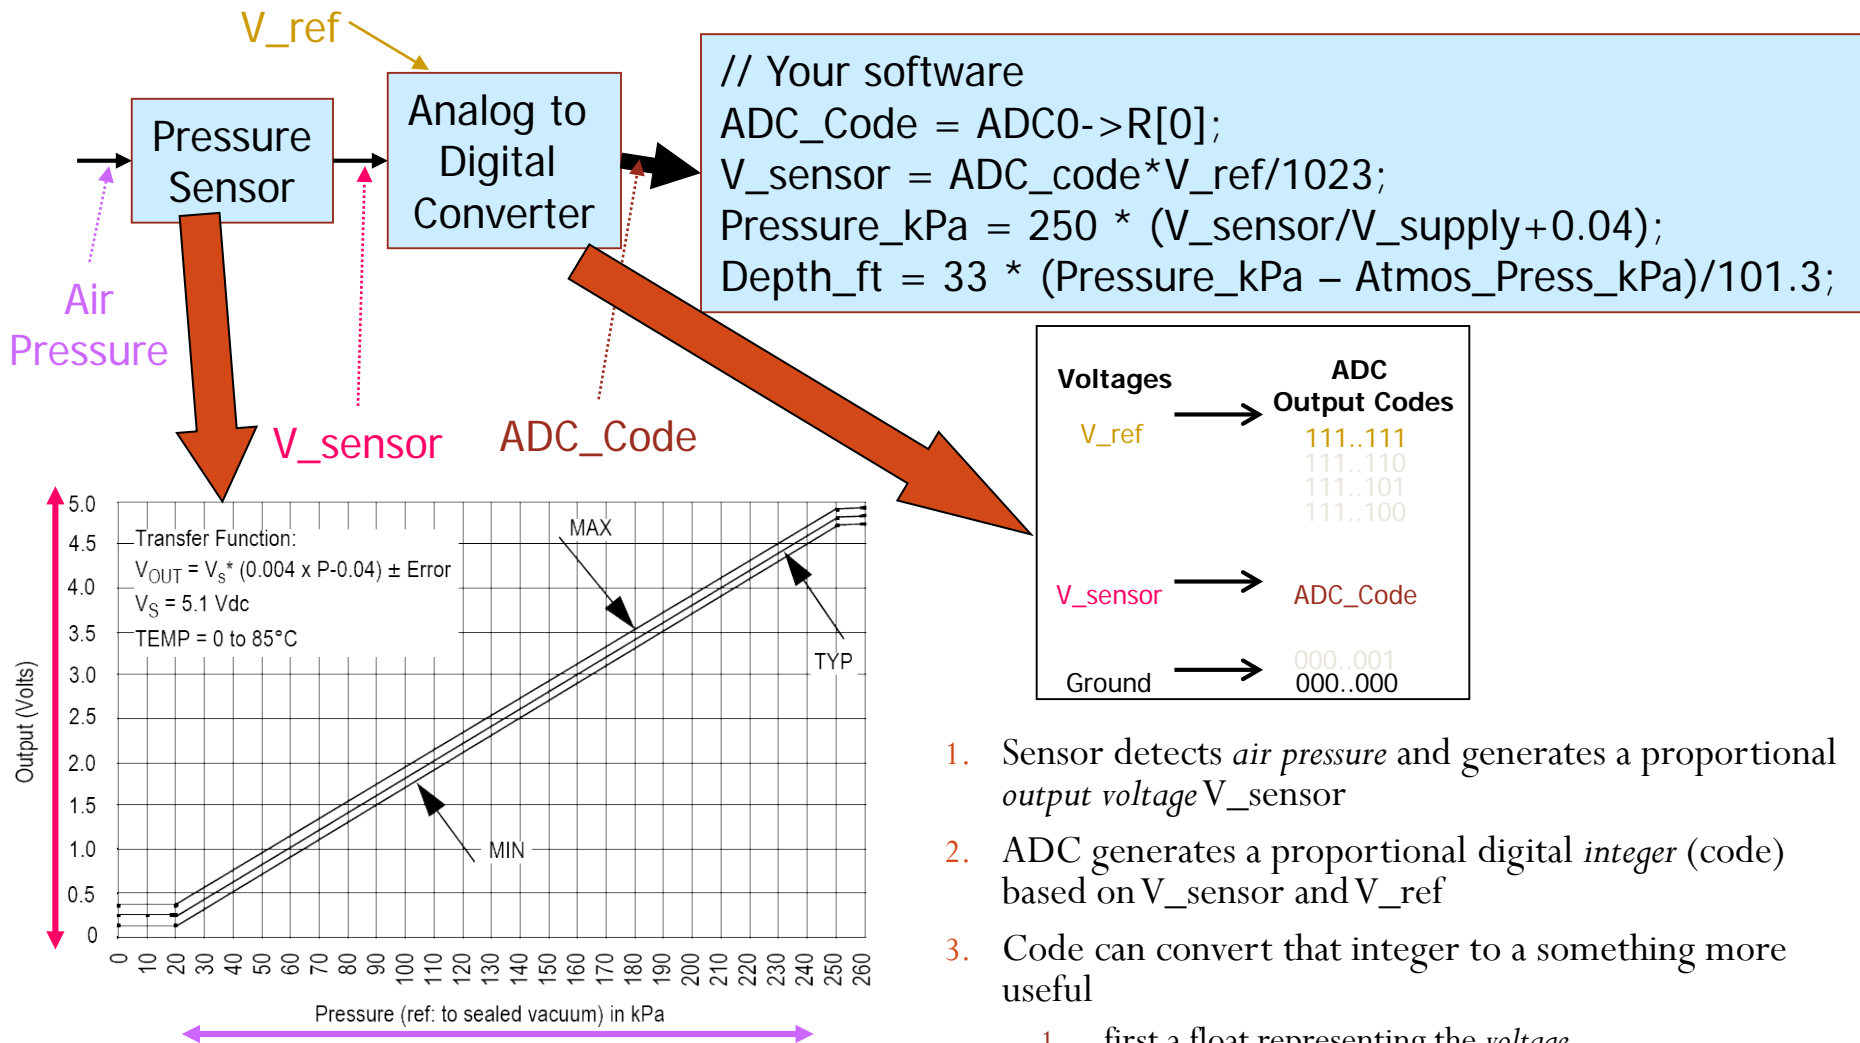 V_ref
Pressure
Sensor
Analog to
Digital
Converter
// Your software
ADC_Code = ADC0->R[0];
V_sensor = ADC_code*V_ref/1023;
Pressure_kPa = 250 * (V_sensor/V_supply+0.04);
Depth_ft = 33 * (Pressure_kPa – Atmos_Press_kPa)/101.3;
Air
Pressure
V_sensor
ADC_Code
Voltages
ADC
Output Codes
V_ref
111..111
111..110
111..101
111..100
V_sensor
ADC_Code
000..001
Ground
000..000
5.0
4.5
4.0
3.5
3.0
2.5
2.0
1.5
1.0
0.5
0
Output (Volts)
Transfer Function:
VOUT = Vs* (0.004 x P-0.04) ± Error
VS = 5.1 Vdc
TEMP = 0 to 85°C
MAX
TYP
MIN
0 10 20 30 40 50 60 70 80 90 100 110 120 130 140 150 160 170 180 190 200 210 220 230 240 250 260
Pressure (ref: to sealed vacuum) in kPa
1. Sensor detects air pressure and generates a proportional
output voltage V_sensor
2. ADC generates a proportional digital integer (code)
based on V_sensor and V_ref
3. Code can convert that integer to a something more
useful
1. first a float representing the voltage